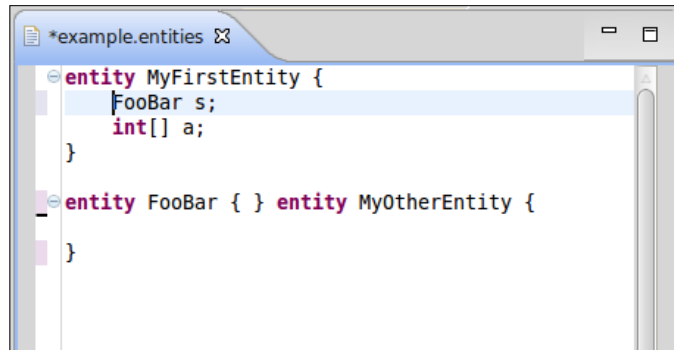 *example.entities
entity MyFirstEntity {
    FooBar s;
    int[] a;
}
entity FooBar { } entity MyOtherEntity {
}